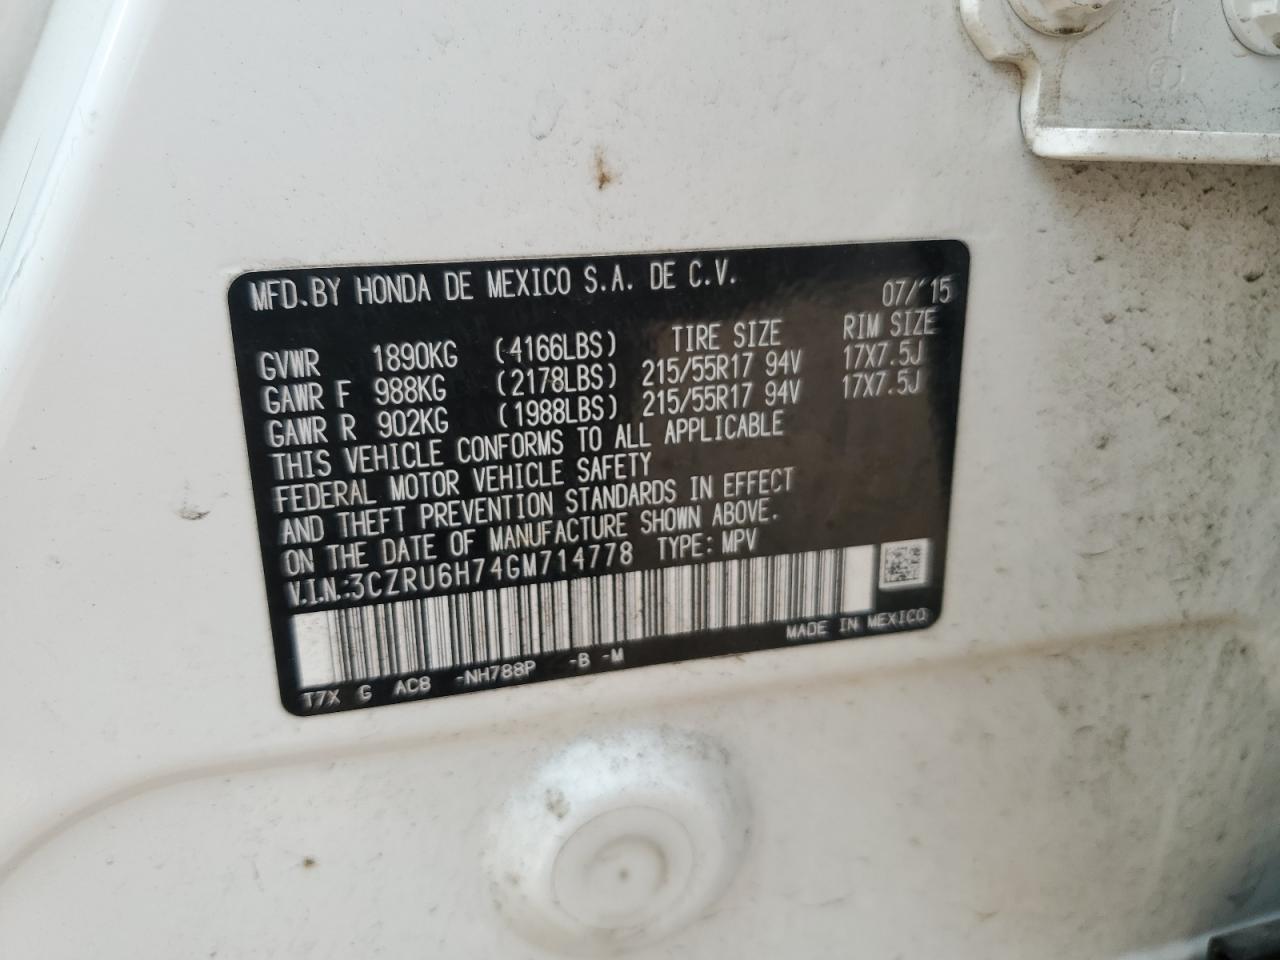 MFD.BY HONDA DE MEXICO S.A. DE C.V. 07/'15
TIRE SIZE RIM SIZE
GVWR 1890KG (4166LBS)
GAWR F 988KG (2178LBS) 215/55R17 94V 17X7.5J
GAWR R 902KG (1988LBS) 215/55R17 94V 17X7.5J
THIS VEHICLE CONFORMS TO ALL APPLICABLE
FEDERAL MOTOR VEHICLE SAFETY
AND THEFT PREVENTION STANDARDS IN EFFECT
ON THE DATE OF MANUFACTURE SHOWN ABOVE.
V.I.N.:3CZRU6H74GM714778 TYPE: MPV
MADE IN MEXICO
T7X G AC8 -NH788P -B -M